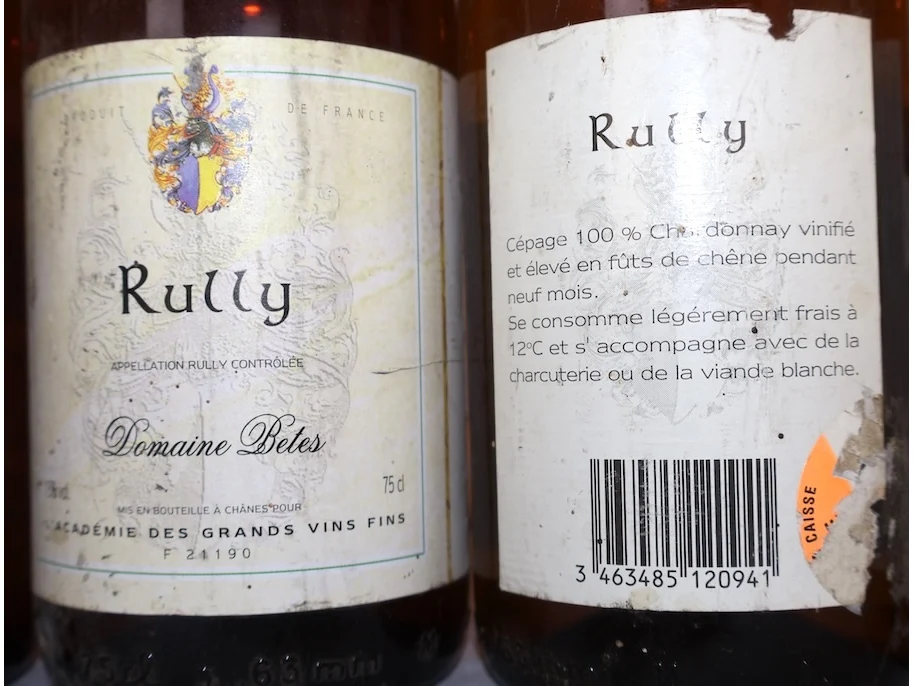 PRODUIT DE FRANCE
Rully
APPELLATION RULLY CONTRÔLÉE
Domaine Betes
75 cl
MIS EN BOUTEILLE À CHÂNES POUR
L'ACADÉMIE DES GRANDS VINS FINS
F 21190
Rully
Cépage 100 % Chardonnay vinifié
et élevé en fûts de chêne pendant
neuf mois.
Se consomme légérement frais à
12°C et s' accompagne avec de la
charcuterie ou de la viande blanche.
CAISSE
3 463485 120941